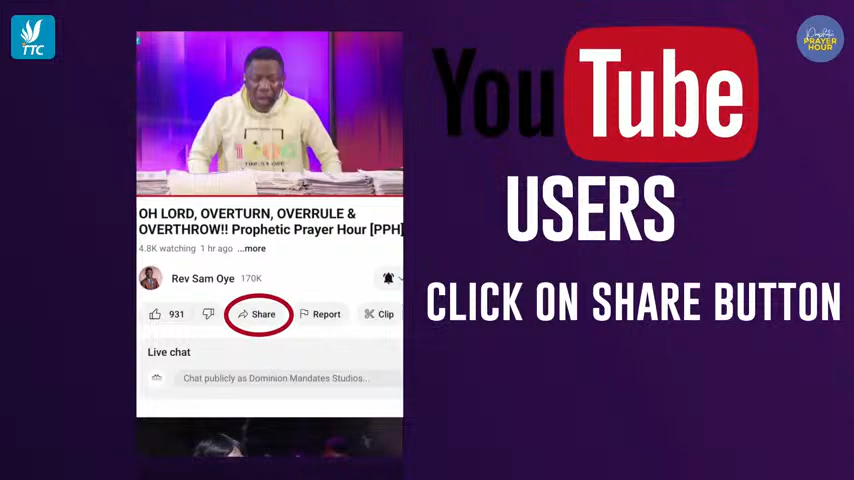 TTC
Prophetic
PRAYER
HOUR
YouTube
USERS
CLICK ON SHARE BUTTON
OH LORD, OVERTURN, OVERRULE &
OVERTHROW!! Prophetic Prayer Hour [PPH]
4.8K watching 1 hr ago ...more
Rev Sam Oye 170K
931 Share Report Clip
Live chat
Chat publicly as Dominion Mandates Studios...